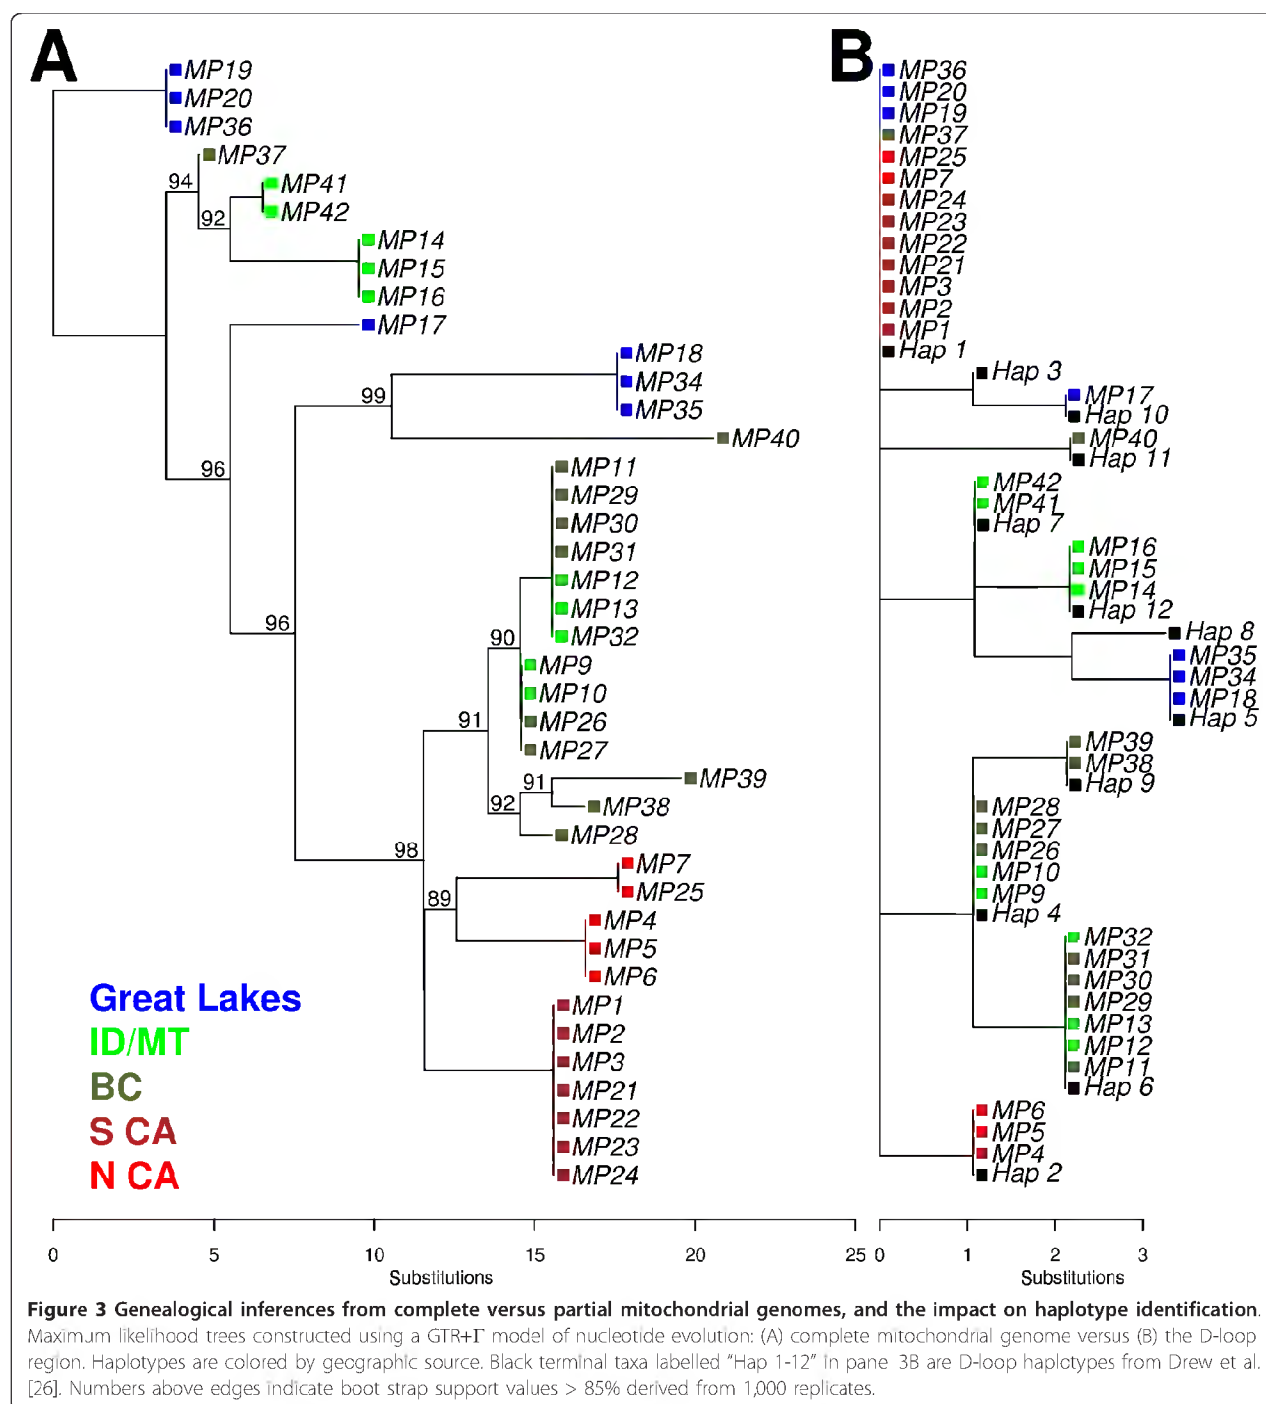 A
MP19
MP20
MP36
MP37
94
MP41
92
MP42
MP14
MP15
MP16
MP17
MP18
99
MP34
MP35
MP40
96
MP11
MP29
MP30
MP31
MP12
MP13
96
MP32
90
MP9
MP10
91
MP26
MP27
MP39
91
92
MP38
MP28
98
MP7
89
MP25
MP4
MP5
MP6
MP1
MP2
MP3
MP21
MP22
MP23
MP24
Great Lakes
ID/MT
BC
S CA
N CA
0 5 10 15 20 25
Substitutions
B
MP36
MP20
MP19
MP37
MP25
MP7
MP24
MP23
MP22
MP21
MP3
MP2
MP1
Hap 1
Hap 3
MP17
Hap 10
MP40
Hap 11
MP42
MP41
Hap 7
MP16
MP15
MP14
Hap 12
Hap 8
MP35
MP34
MP18
Hap 5
MP39
MP38
Hap 9
MP28
MP27
MP26
MP10
MP9
Hap 4
MP32
MP31
MP30
MP29
MP13
MP12
MP11
Hap 6
MP6
MP5
MP4
Hap 2
0 1 2 3
Substitutions
Figure 3 Genealogical inferences from complete versus partial mitochondrial genomes, and the impact on haplotype identification.
Maximum likelihood trees constructed using a GTR+Γ model of nucleotide evolution: (A) complete mitochondrial genome versus (B) the D-loop
region. Haplotypes are colored by geographic source. Black terminal taxa labelled "Hap 1-12" in pane 3B are D-loop haplotypes from Drew et al.
[26]. Numbers above edges indicate boot strap support values > 85% derived from 1,000 replicates.